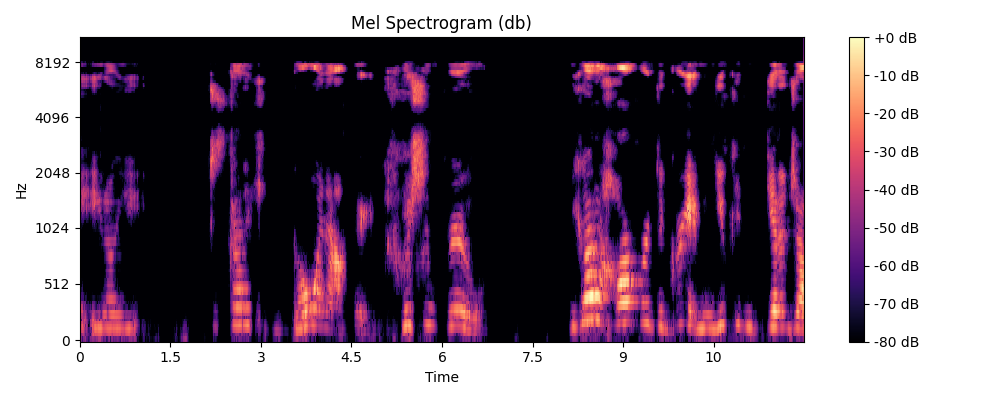 Mel Spectrogram (db)
Hz
8192
4096
2048
1024
512
0
0 1.5 3 4.5 6 7.5 9 10
Time
+0 dB
-10 dB
-20 dB
-30 dB
-40 dB
-50 dB
-60 dB
-70 dB
-80 dB